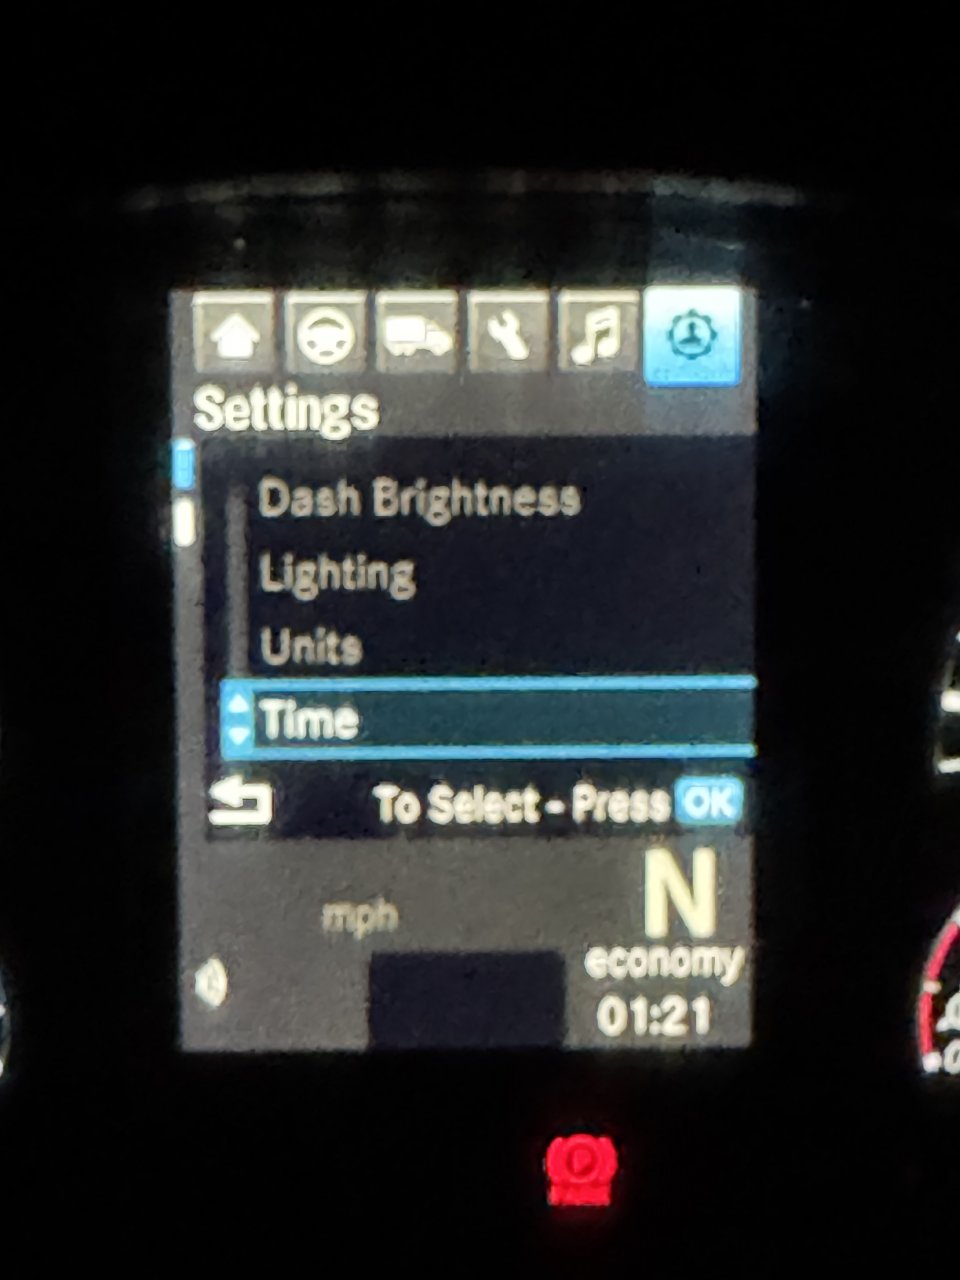 Settings
Dash Brightness
Lighting
Units
Time
To Select - Press OK
N
mph
economy
01:21